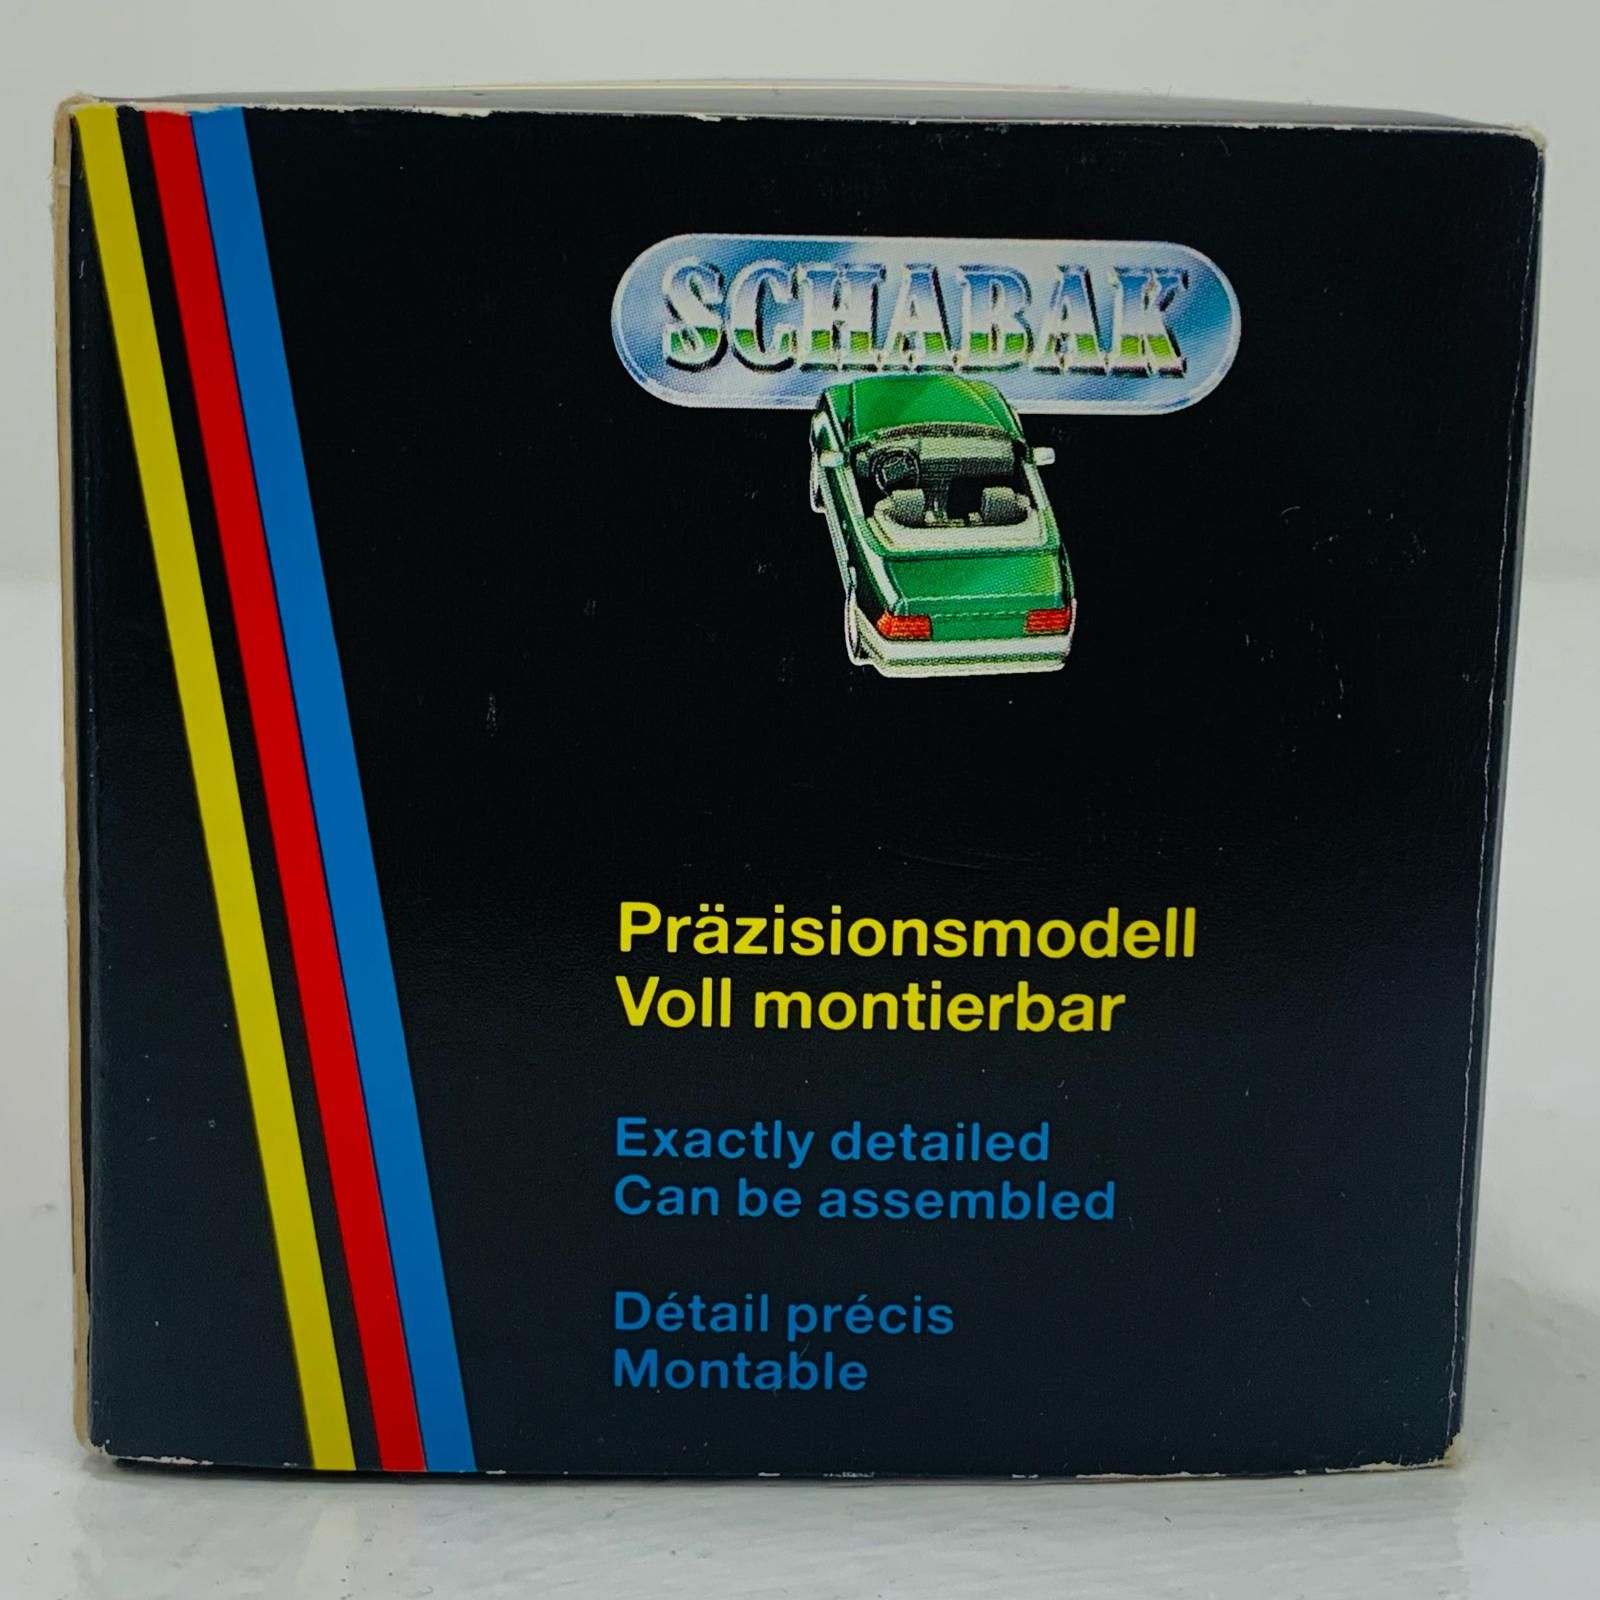 SCHABAK
Präzisionsmodell
Voll montierbar
Exactly detailed
Can be assembled
Détail précis
Montable